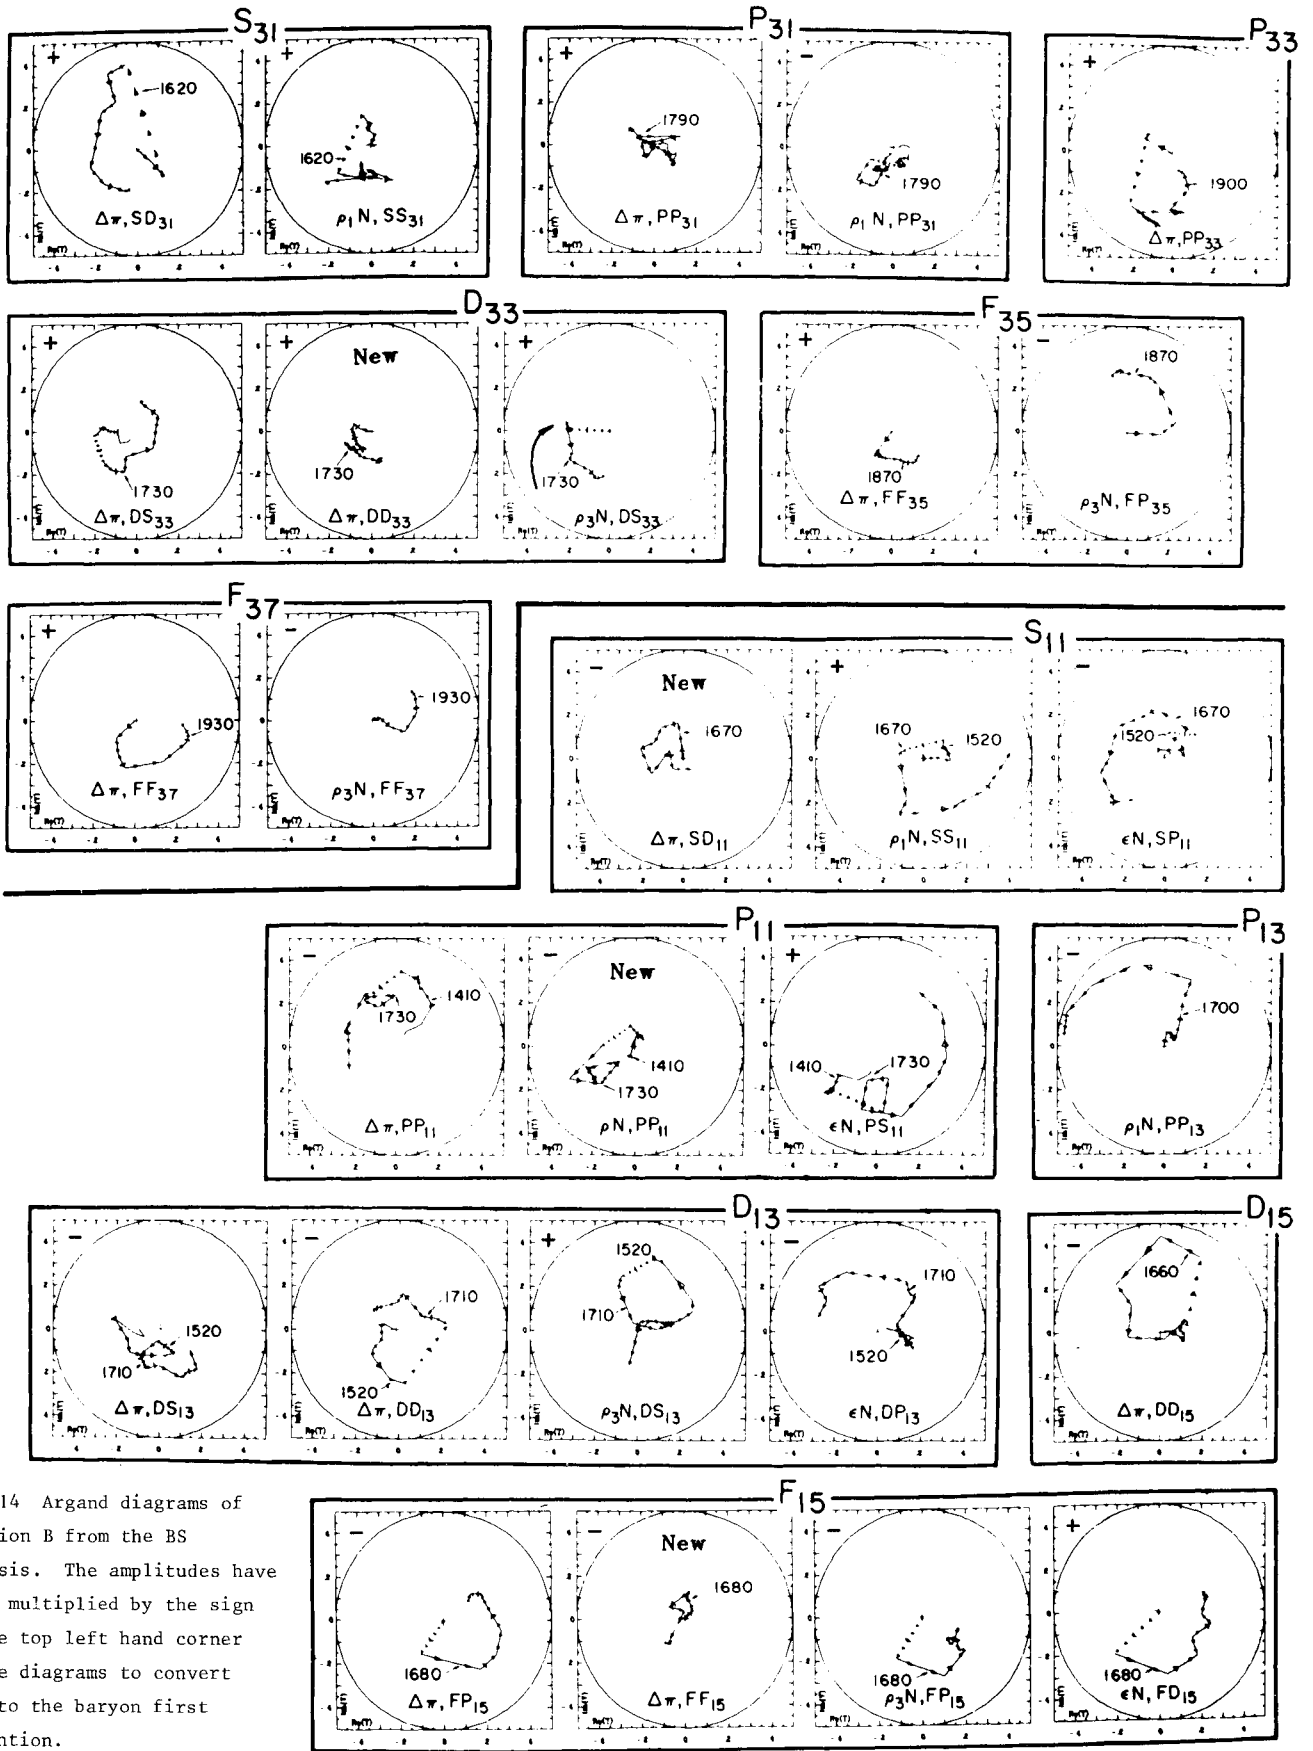 S31
P31
P33
+
1620
Δπ, SD31
+
1620
ρ1N, SS31
+
1790
Δπ, PP31
−
1790
ρ1N, PP31
+
1900
Δπ, PP33
D33
F35
+
1730
Δπ, DS33
+
New
1730
Δπ, DD33
+
1730
ρ3N, DS33
+
1870
Δπ, FF35
−
1870
ρ3N, FP35
F37
+
1930
Δπ, FF37
−
1930
ρ3N, FF37
S11
−
New
1670
Δπ, SD11
+
1670
1520
ρ1N, SS11
−
1670
1520
εN, SP11
P11
P13
−
1410
1730
Δπ, PP11
−
New
1410
1730
ρN, PP11
+
1410
1730
εN, PS11
−
1700
ρ1N, PP13
D13
D15
−
1520
1710
Δπ, DS13
−
1710
1520
Δπ, DD13
+
1520
1710
ρ3N, DS13
−
1710
1520
εN, DP13
−
1660
Δπ, DD15
F15
−
1680
Δπ, FP15
−
New
1680
Δπ, FF15
−
1680
ρ3N, FP15
+
1680
εN, FD15
14 Argand diagrams of
ion B from the BS
sis. The amplitudes have
multiplied by the sign
e top left hand corner
e diagrams to convert
to the baryon first
ntion.